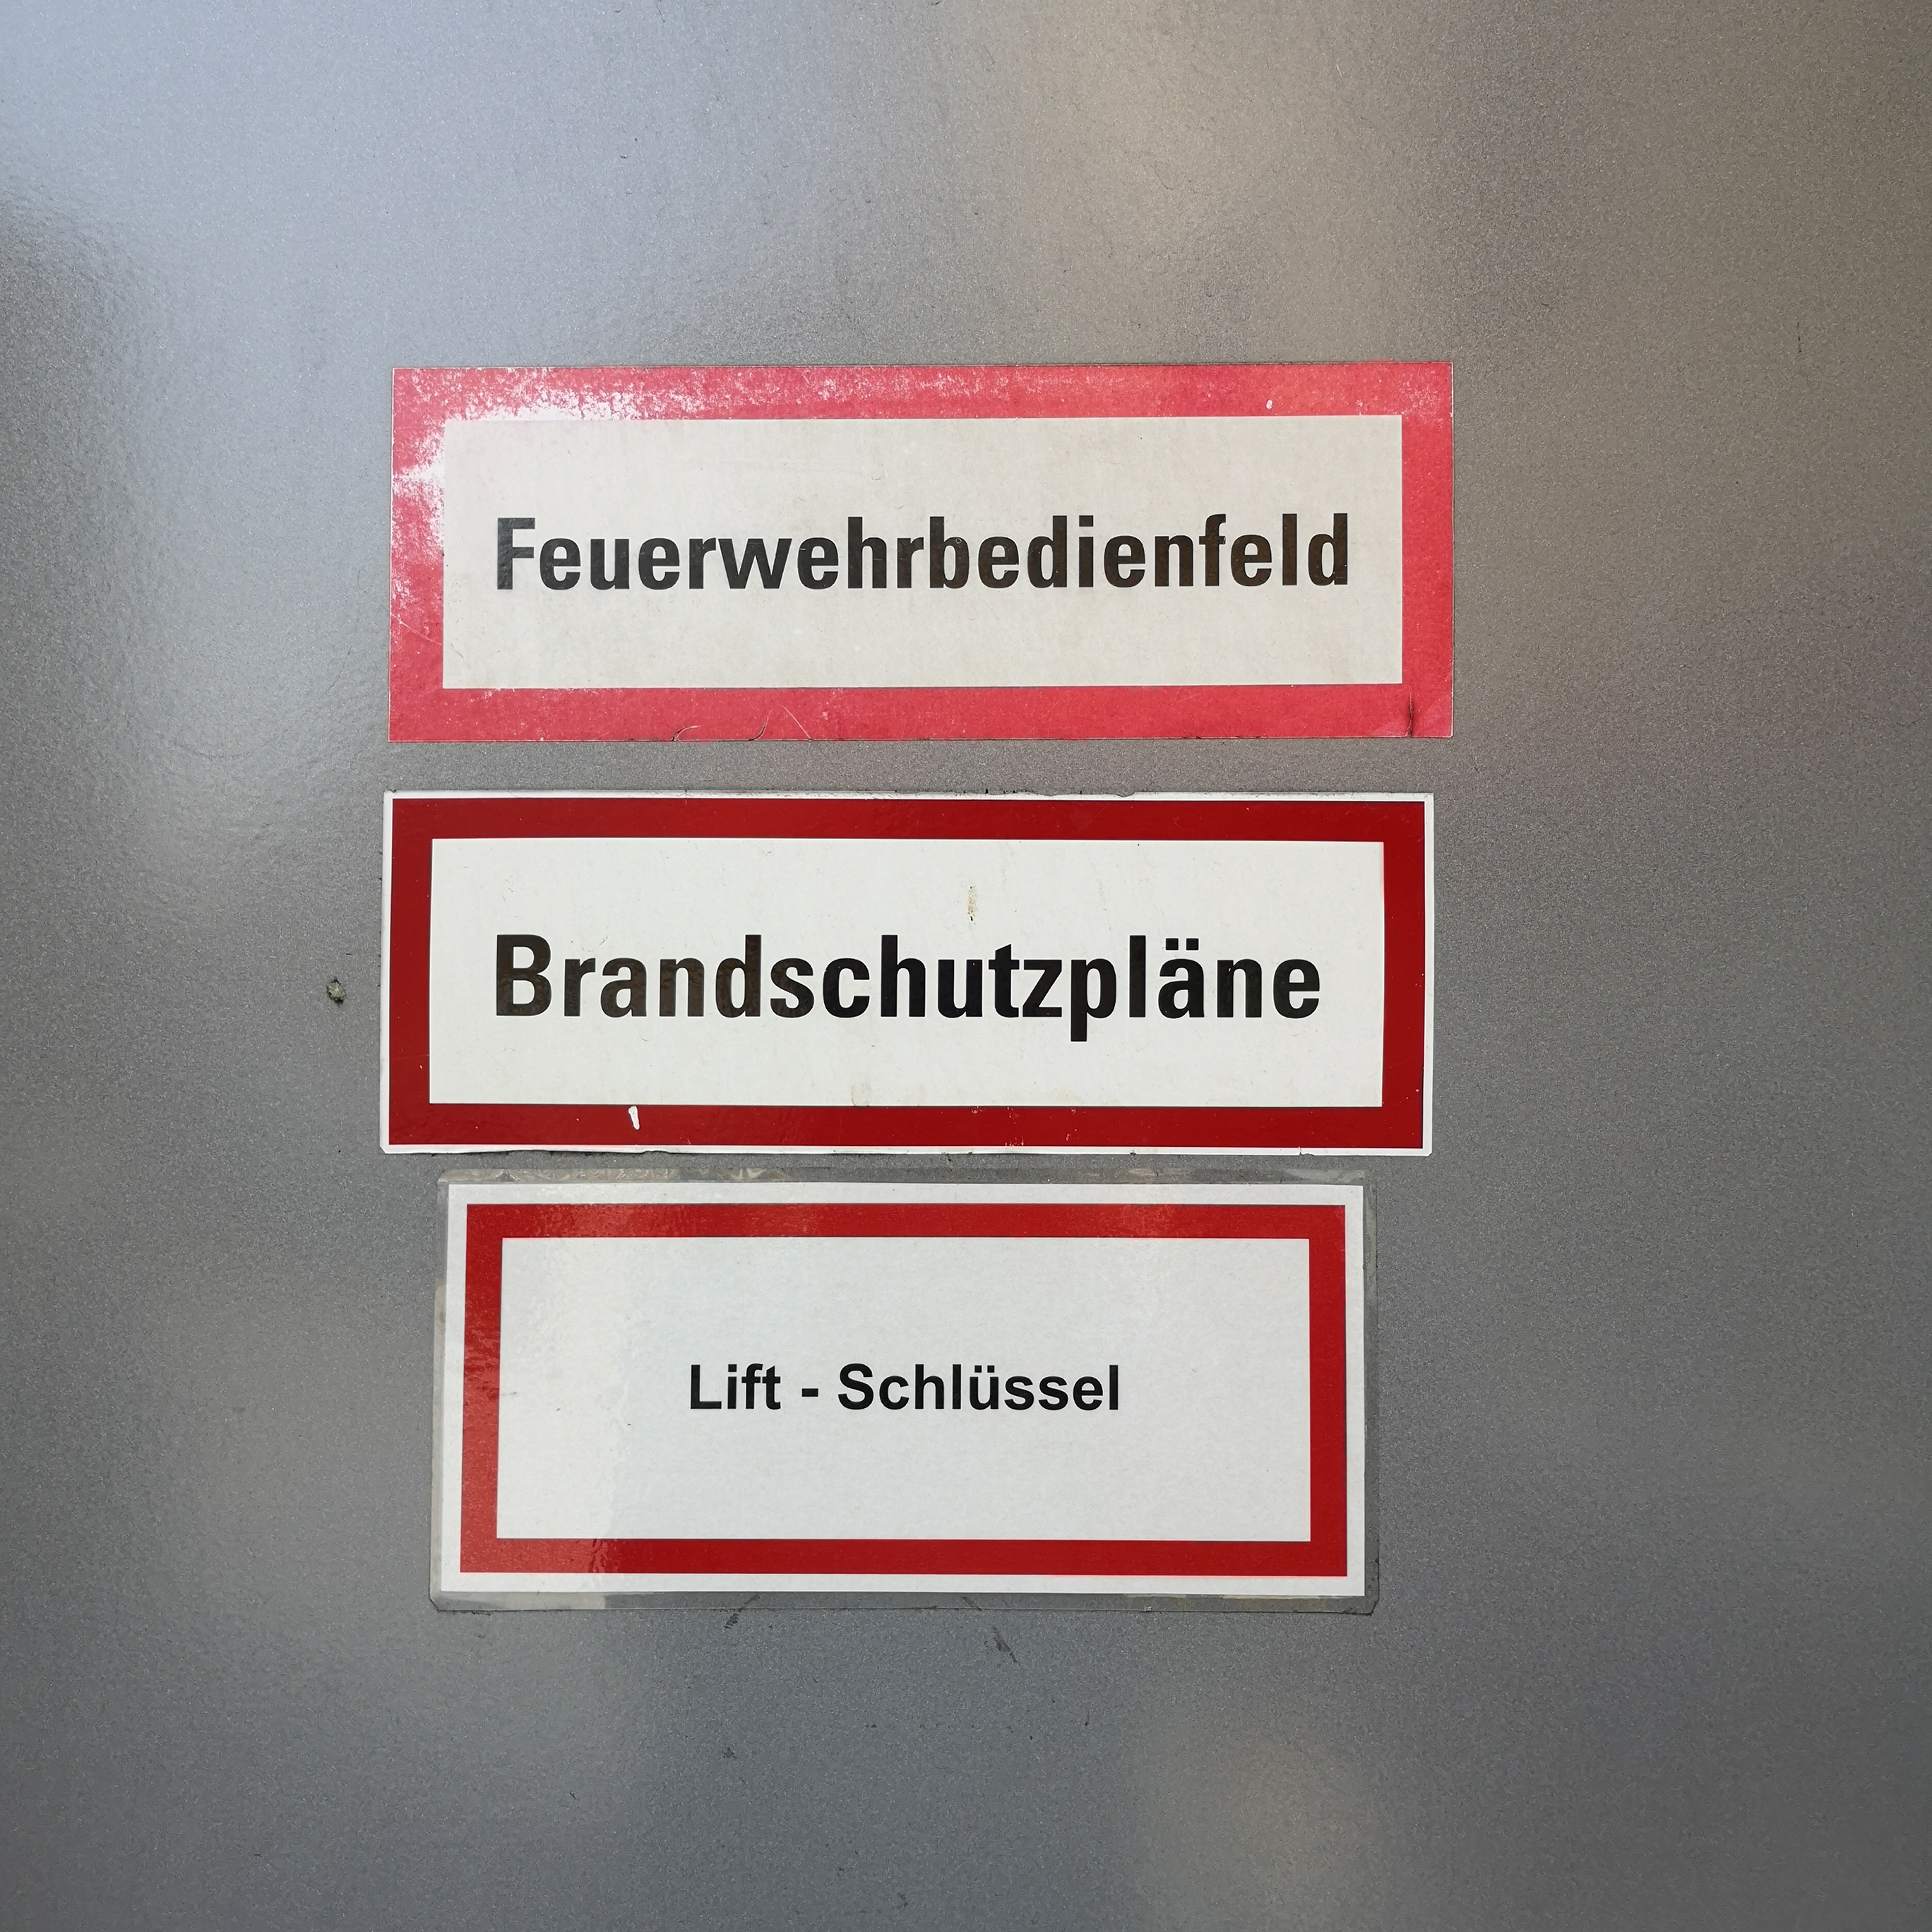 Feuerwehrbedienfeld
Brandschutzpläne
Lift - Schlüssel